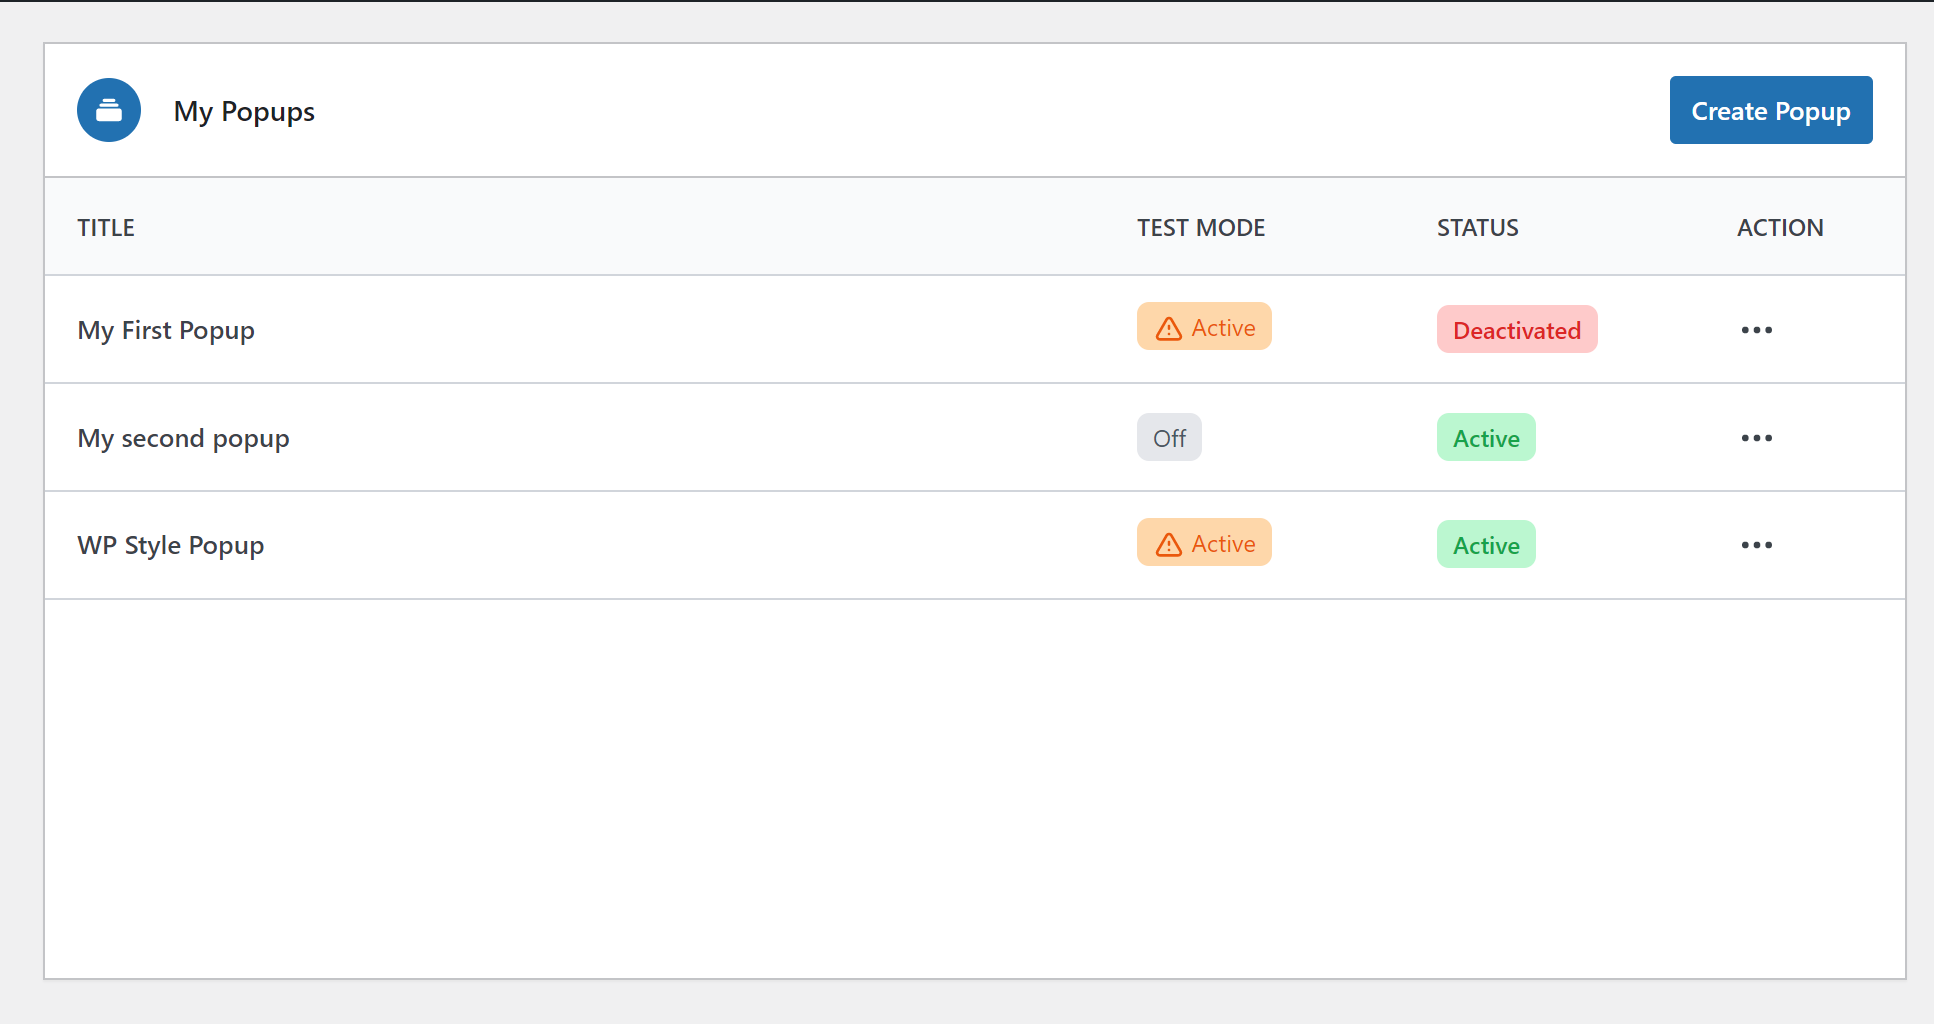 My Popups
Create Popup
TITLE TEST MODE STATUS ACTION
My First Popup Active Deactivated
My second popup Off Active
WP Style Popup Active Active